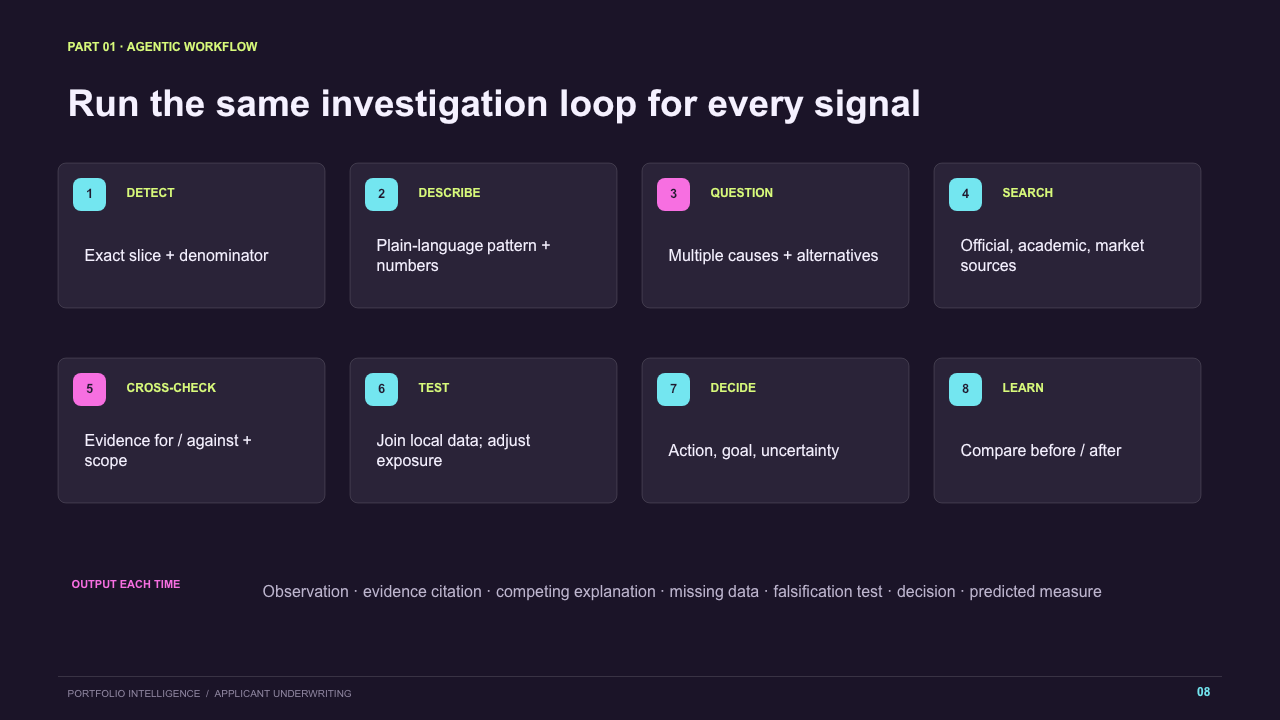 PART 01 · AGENTIC WORKFLOW
Run the same investigation loop for every signal
1 DETECT
Exact slice + denominator
2 DESCRIBE
Plain-language pattern +
numbers
3 QUESTION
Multiple causes + alternatives
4 SEARCH
Official, academic, market
sources
5 CROSS-CHECK
Evidence for / against +
scope
6 TEST
Join local data; adjust
exposure
7 DECIDE
Action, goal, uncertainty
8 LEARN
Compare before / after
OUTPUT EACH TIME
Observation · evidence citation · competing explanation · missing data · falsification test · decision · predicted measure
PORTFOLIO INTELLIGENCE / APPLICANT UNDERWRITING
08